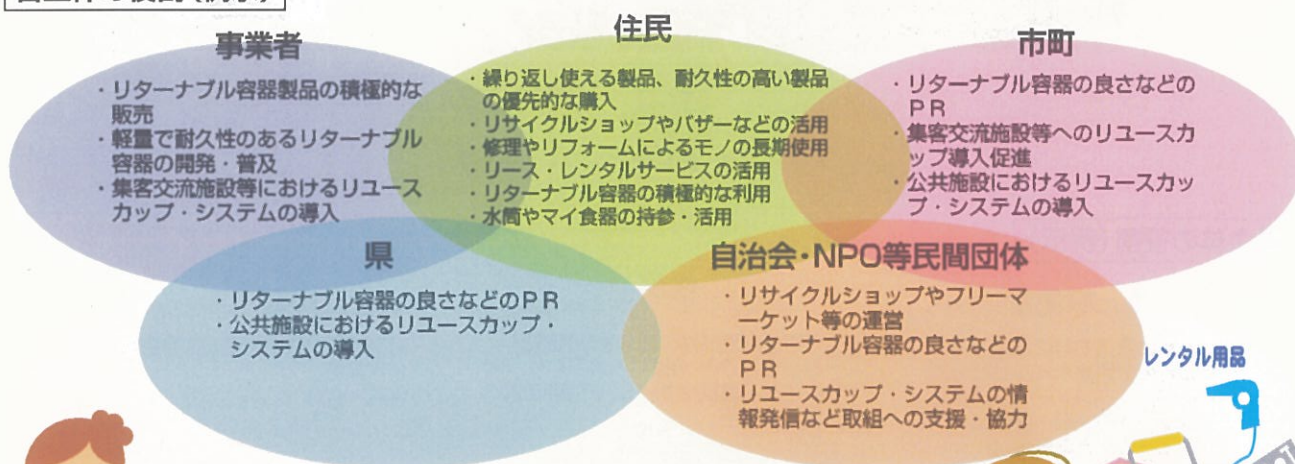 事業者
・リターナブル容器製品の積極的な
販売
・軽量で耐久性のあるリターナブル
容器の開発・普及
・集客交流施設等におけるリユース
カップ・システムの導入
住民
・繰り返し使える製品、耐久性の高い製品
の優先的な購入
・リサイクルショップやバザーなどの活用
・修理やリフォームによるモノの長期使用
・リース・レンタルサービスの活用
・リターナブル容器の積極的な利用
・水筒やマイ食器の持参・活用
市町
・リターナブル容器の良さなどの
PR
・集客交流施設等へのリユースカ
ップ導入促進
・公共施設におけるリユースカッ
プ・システムの導入
県
・リターナブル容器の良さなどのPR
・公共施設におけるリユースカップ・
システムの導入
自治会・NPO等民間団体
・リサイクルショップやフリーマ
ーケット等の運営
・リターナブル容器の良さなどの
PR
・リユースカップ・システムの情
報発信など取組への支援・協力
レンタル用品